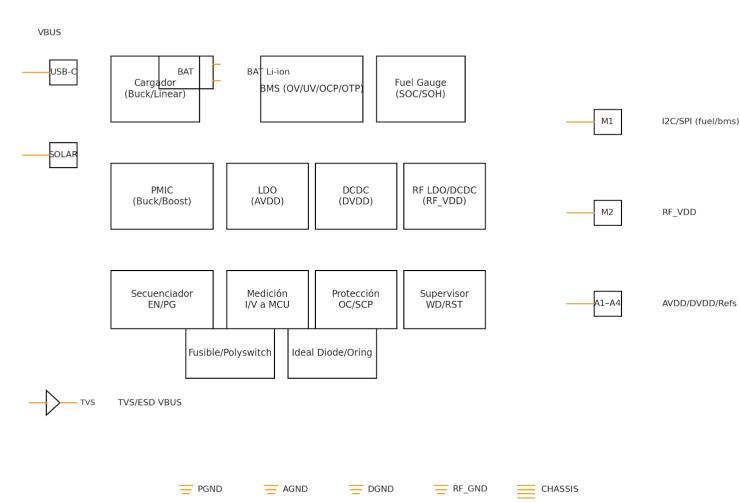 VBUS
USB-C
Cargador
(Buck/Linear)
BAT
BAT Li-ion
BMS (OV/UV/OCP/OTP)
Fuel Gauge
(SOC/SOH)
M1
I2C/SPI (fuel/bms)
SOLAR
PMIC
(Buck/Boost)
LDO
(AVDD)
DCDC
(DVDD)
RF LDO/DCDC
(RF_VDD)
M2
RF_VDD
Secuenciador
EN/PG
Medición
I/V a MCU
Protección
OC/SCP
Supervisor
WD/RST
A1–A4
AVDD/DVDD/Refs
Fusible/Polyswitch
Ideal Diode/Oring
TVS
TVS/ESD VBUS
PGND
AGND
DGND
RF_GND
CHASSIS